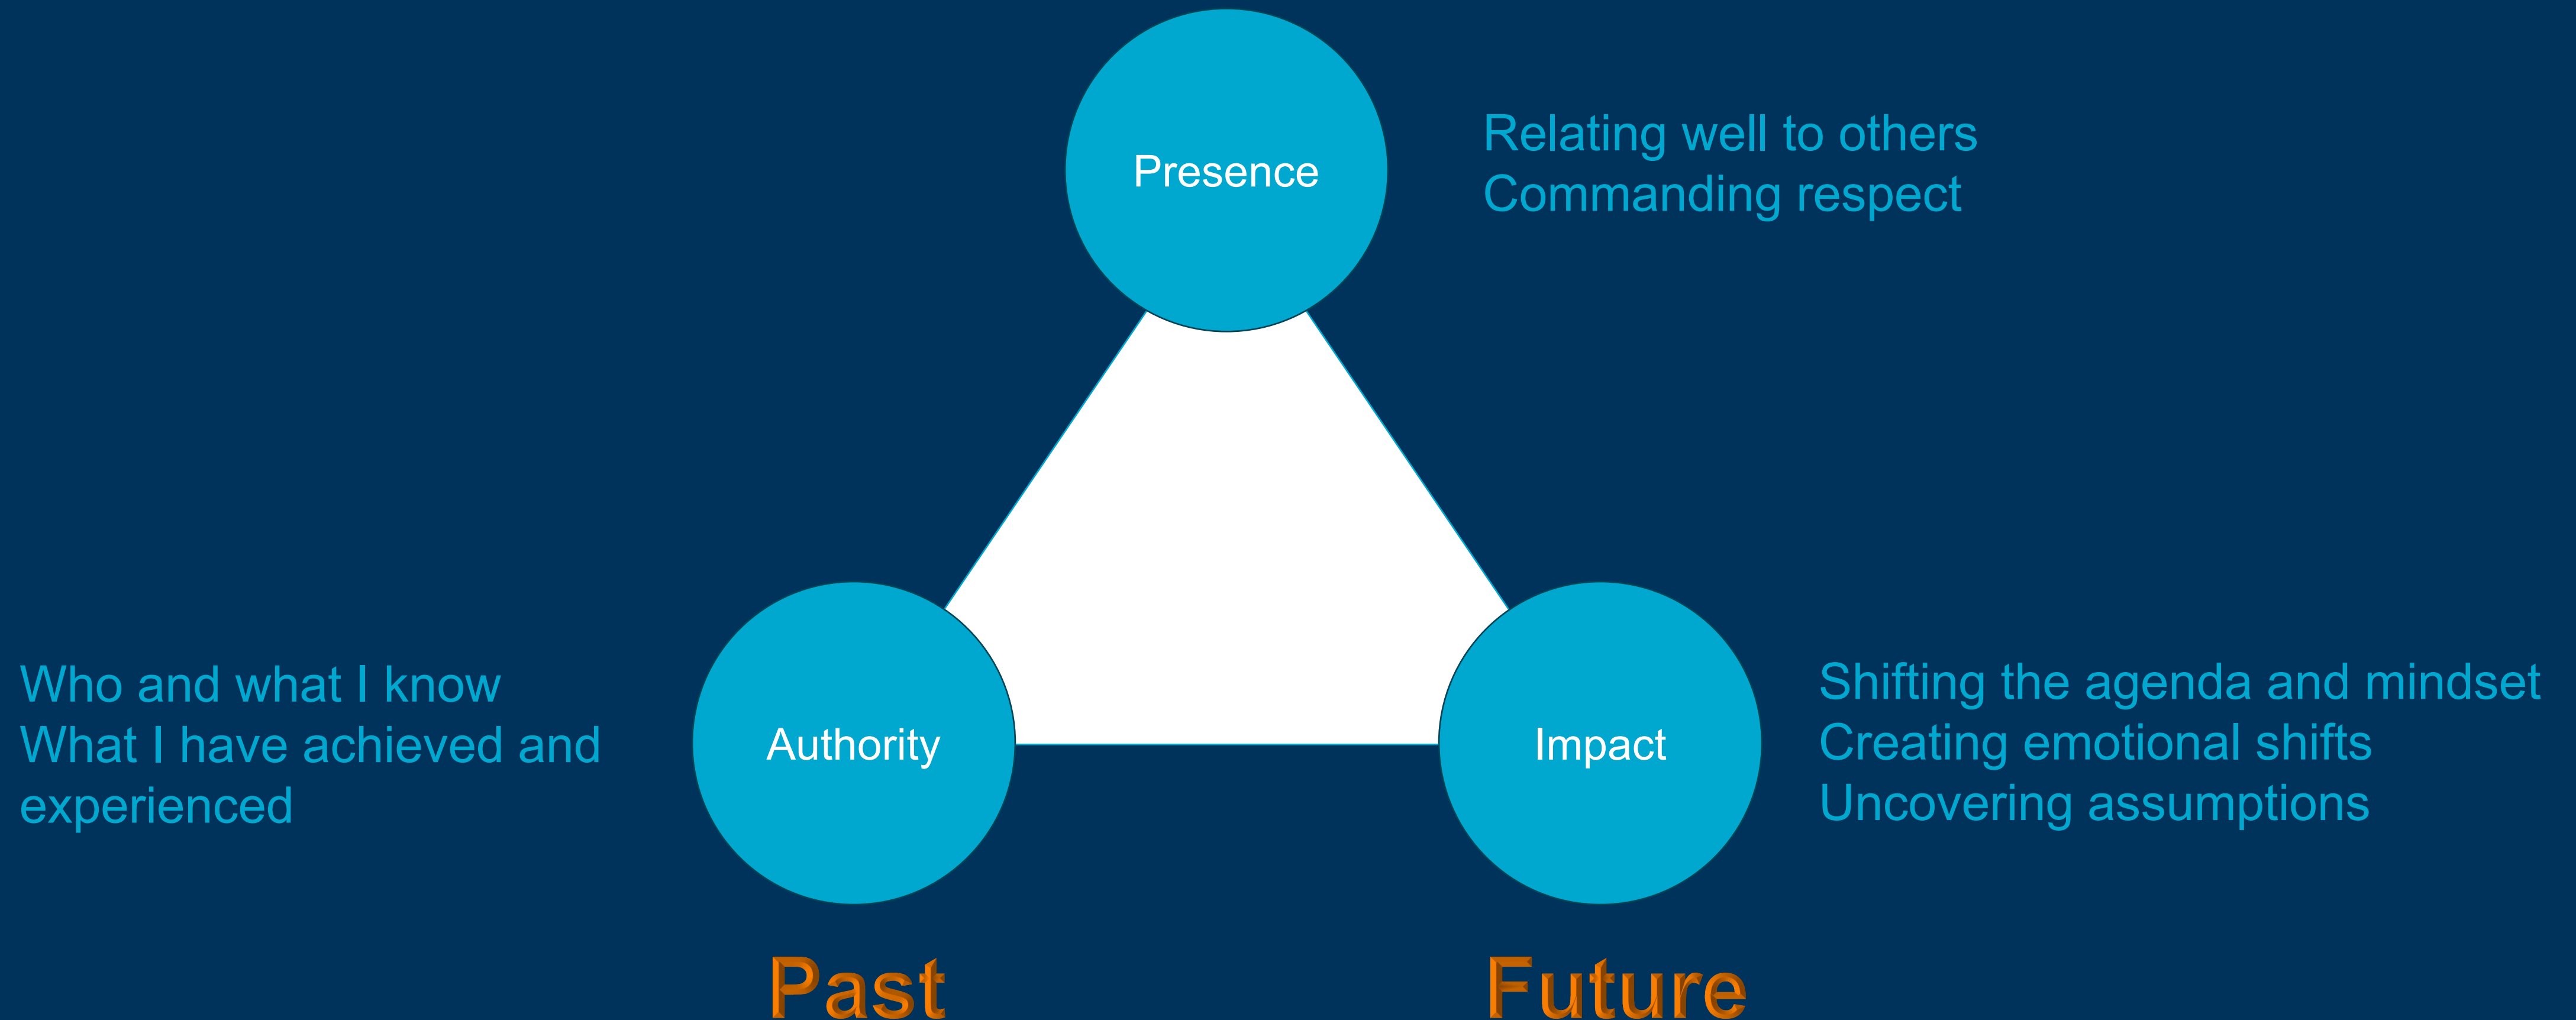 Presence
Relating well to others
Commanding respect
Who and what I know
What I have achieved and
experienced
Authority
Impact
Shifting the agenda and mindset
Creating emotional shifts
Uncovering assumptions
Past
Future